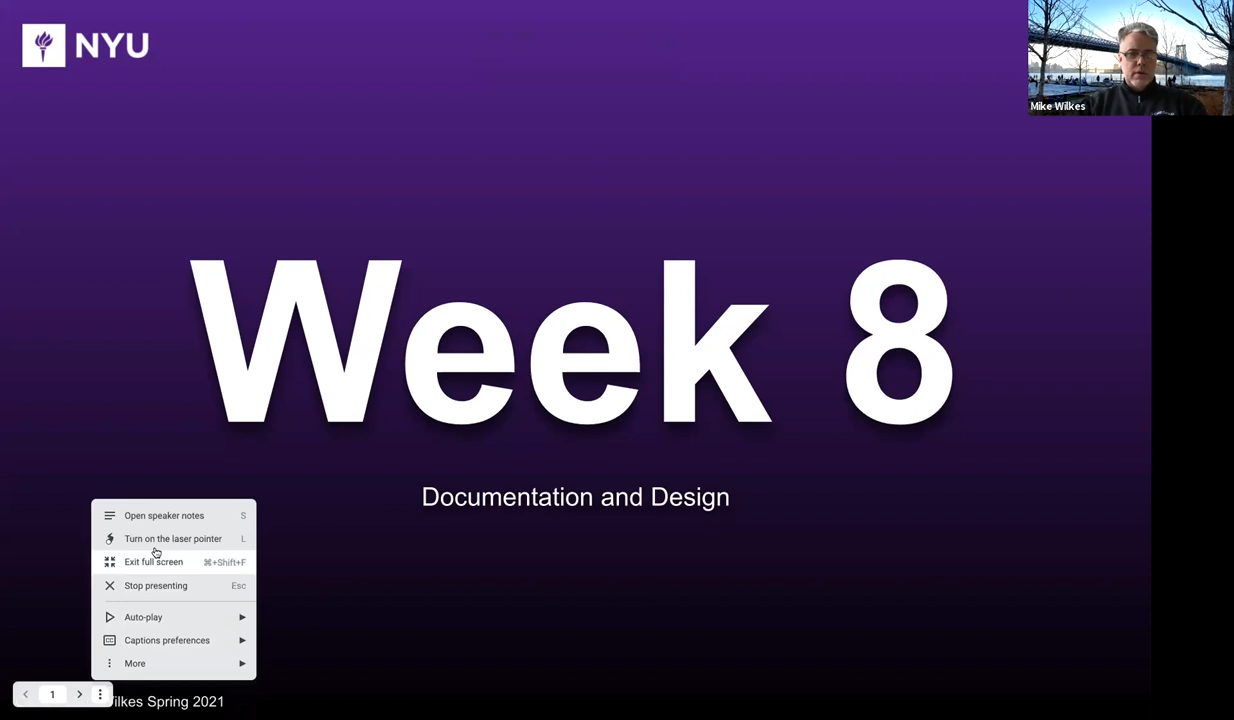 NYU
Mike Wilkes
Week 8
Documentation and Design
Open speaker notes S
Turn on the laser pointer L
Exit full screen ⌘+Shift+F
Stop presenting Esc
Auto-play
CC Captions preferences
More
1
ilkes Spring 2021